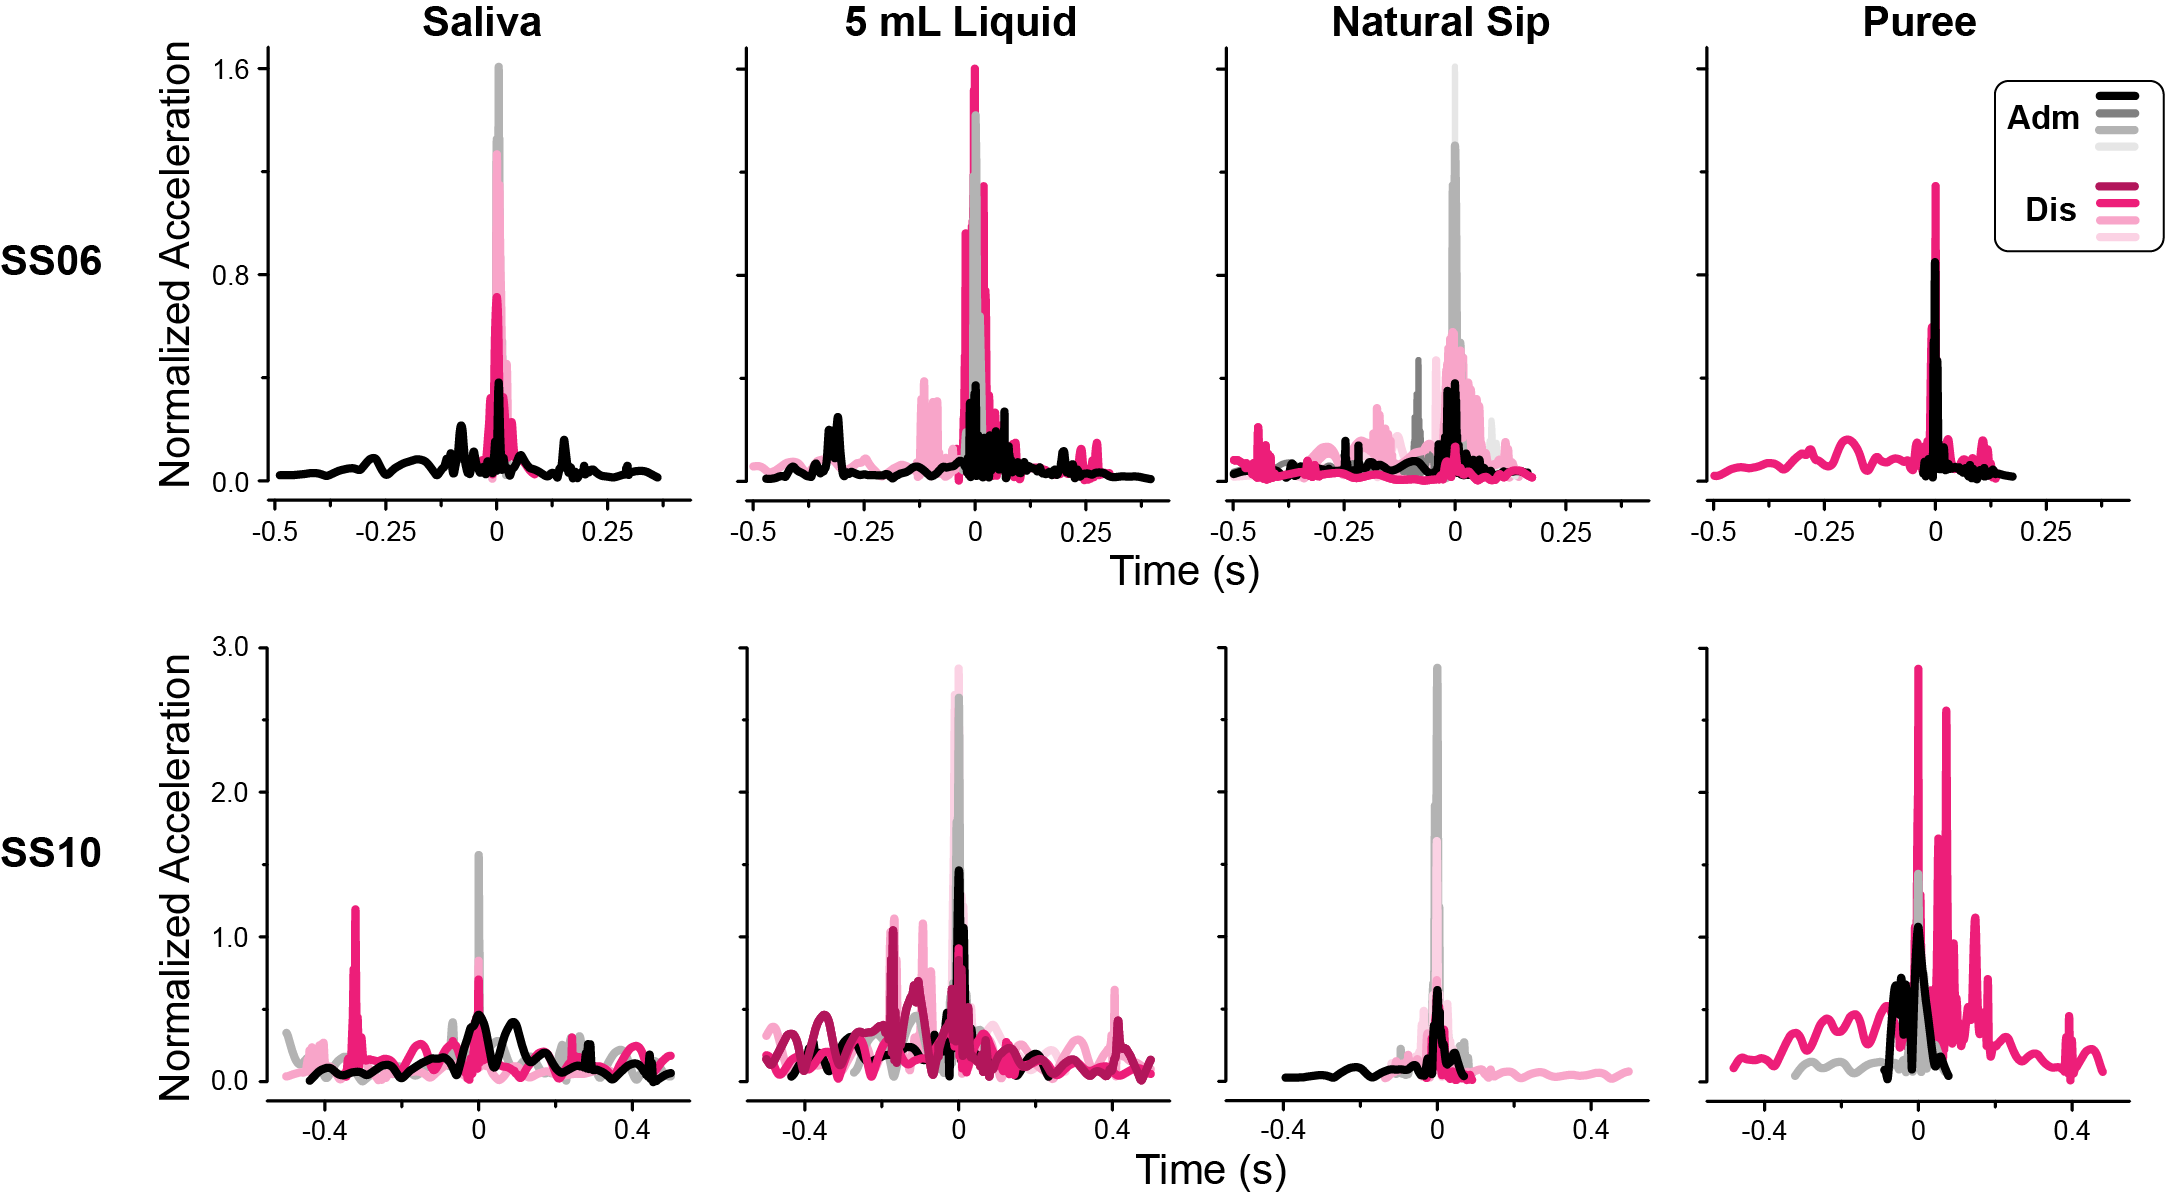 Saliva 5 mL Liquid Natural Sip Puree
Normalized Acceleration
1.6
0.8
0.0
SS06
Adm
Dis
-0.5 -0.25 0 0.25 -0.5 -0.25 0 0.25 -0.5 -0.25 0 0.25 -0.5 -0.25 0 0.25
Time (s)
Normalized Acceleration
3.0
2.0
1.0
0.0
SS10
-0.4 0 0.4 -0.4 0 0.4 -0.4 0 0.4 -0.4 0 0.4
Time (s)